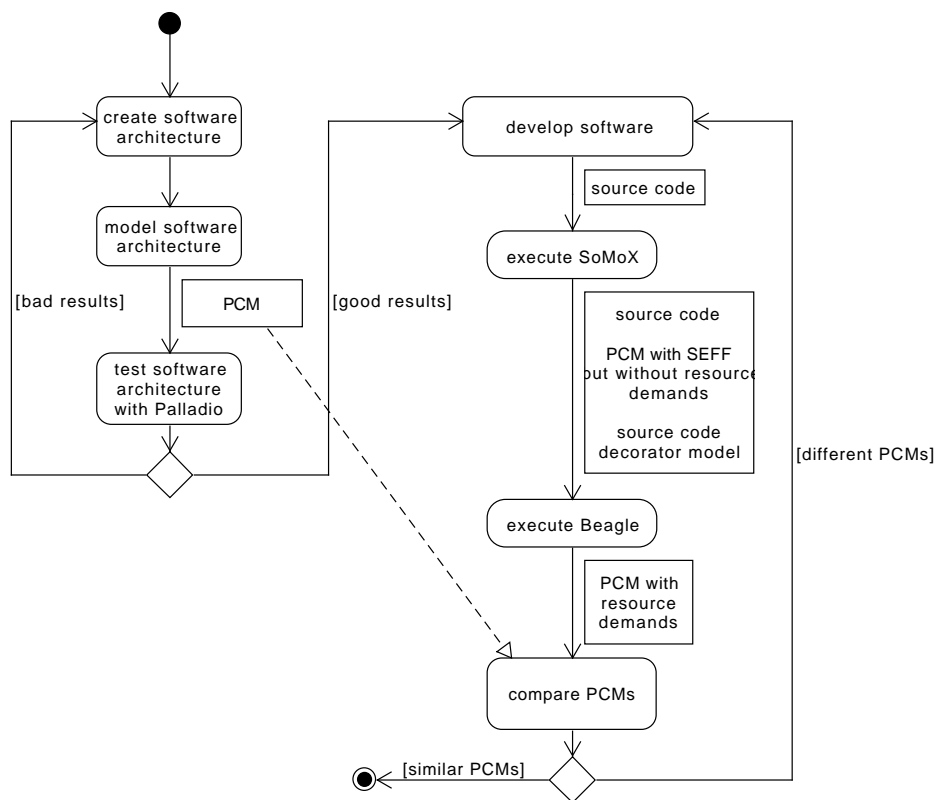 create software
architecture
model software
architecture
[bad results]
PCM
[good results]
test software
architecture
with Palladio
develop software
source code
execute SoMoX
source code
PCM with SEFF
but without resource
demands
source code
decorator model
[different PCMs]
execute Beagle
PCM with
resource
demands
compare PCMs
[similar PCMs]